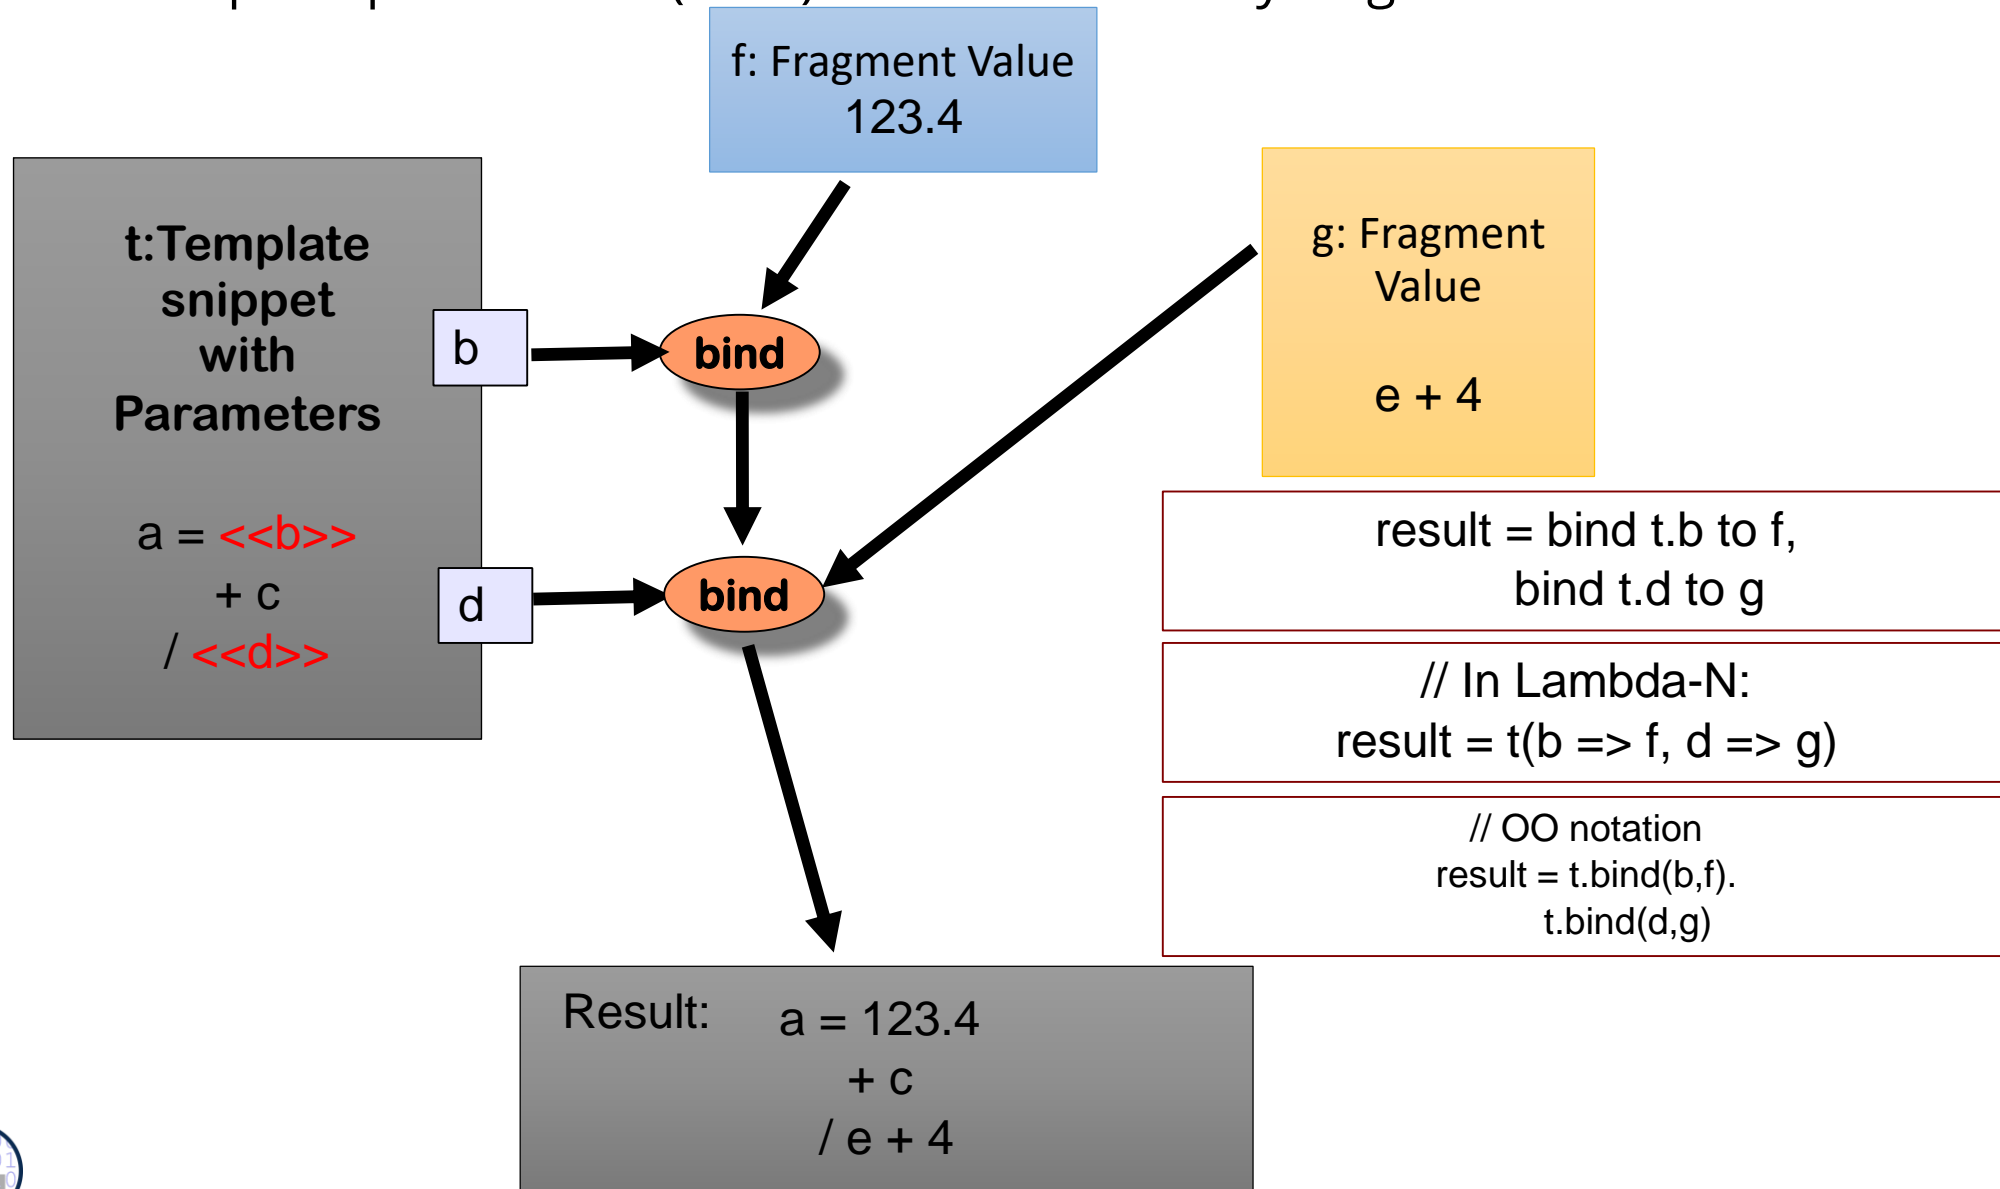 f: Fragment Value
123.4
t:Template
snippet
with
Parameters
a = <<b>>
+ c
/ <<d>>
b
bind
d
bind
g: Fragment
Value
e + 4
result = bind t.b to f,
bind t.d to g
// In Lambda-N:
result = t(b => f, d => g)
// OO notation
result = t.bind(b,f).
t.bind(d,g)
Result:
a = 123.4
+ c
/ e + 4